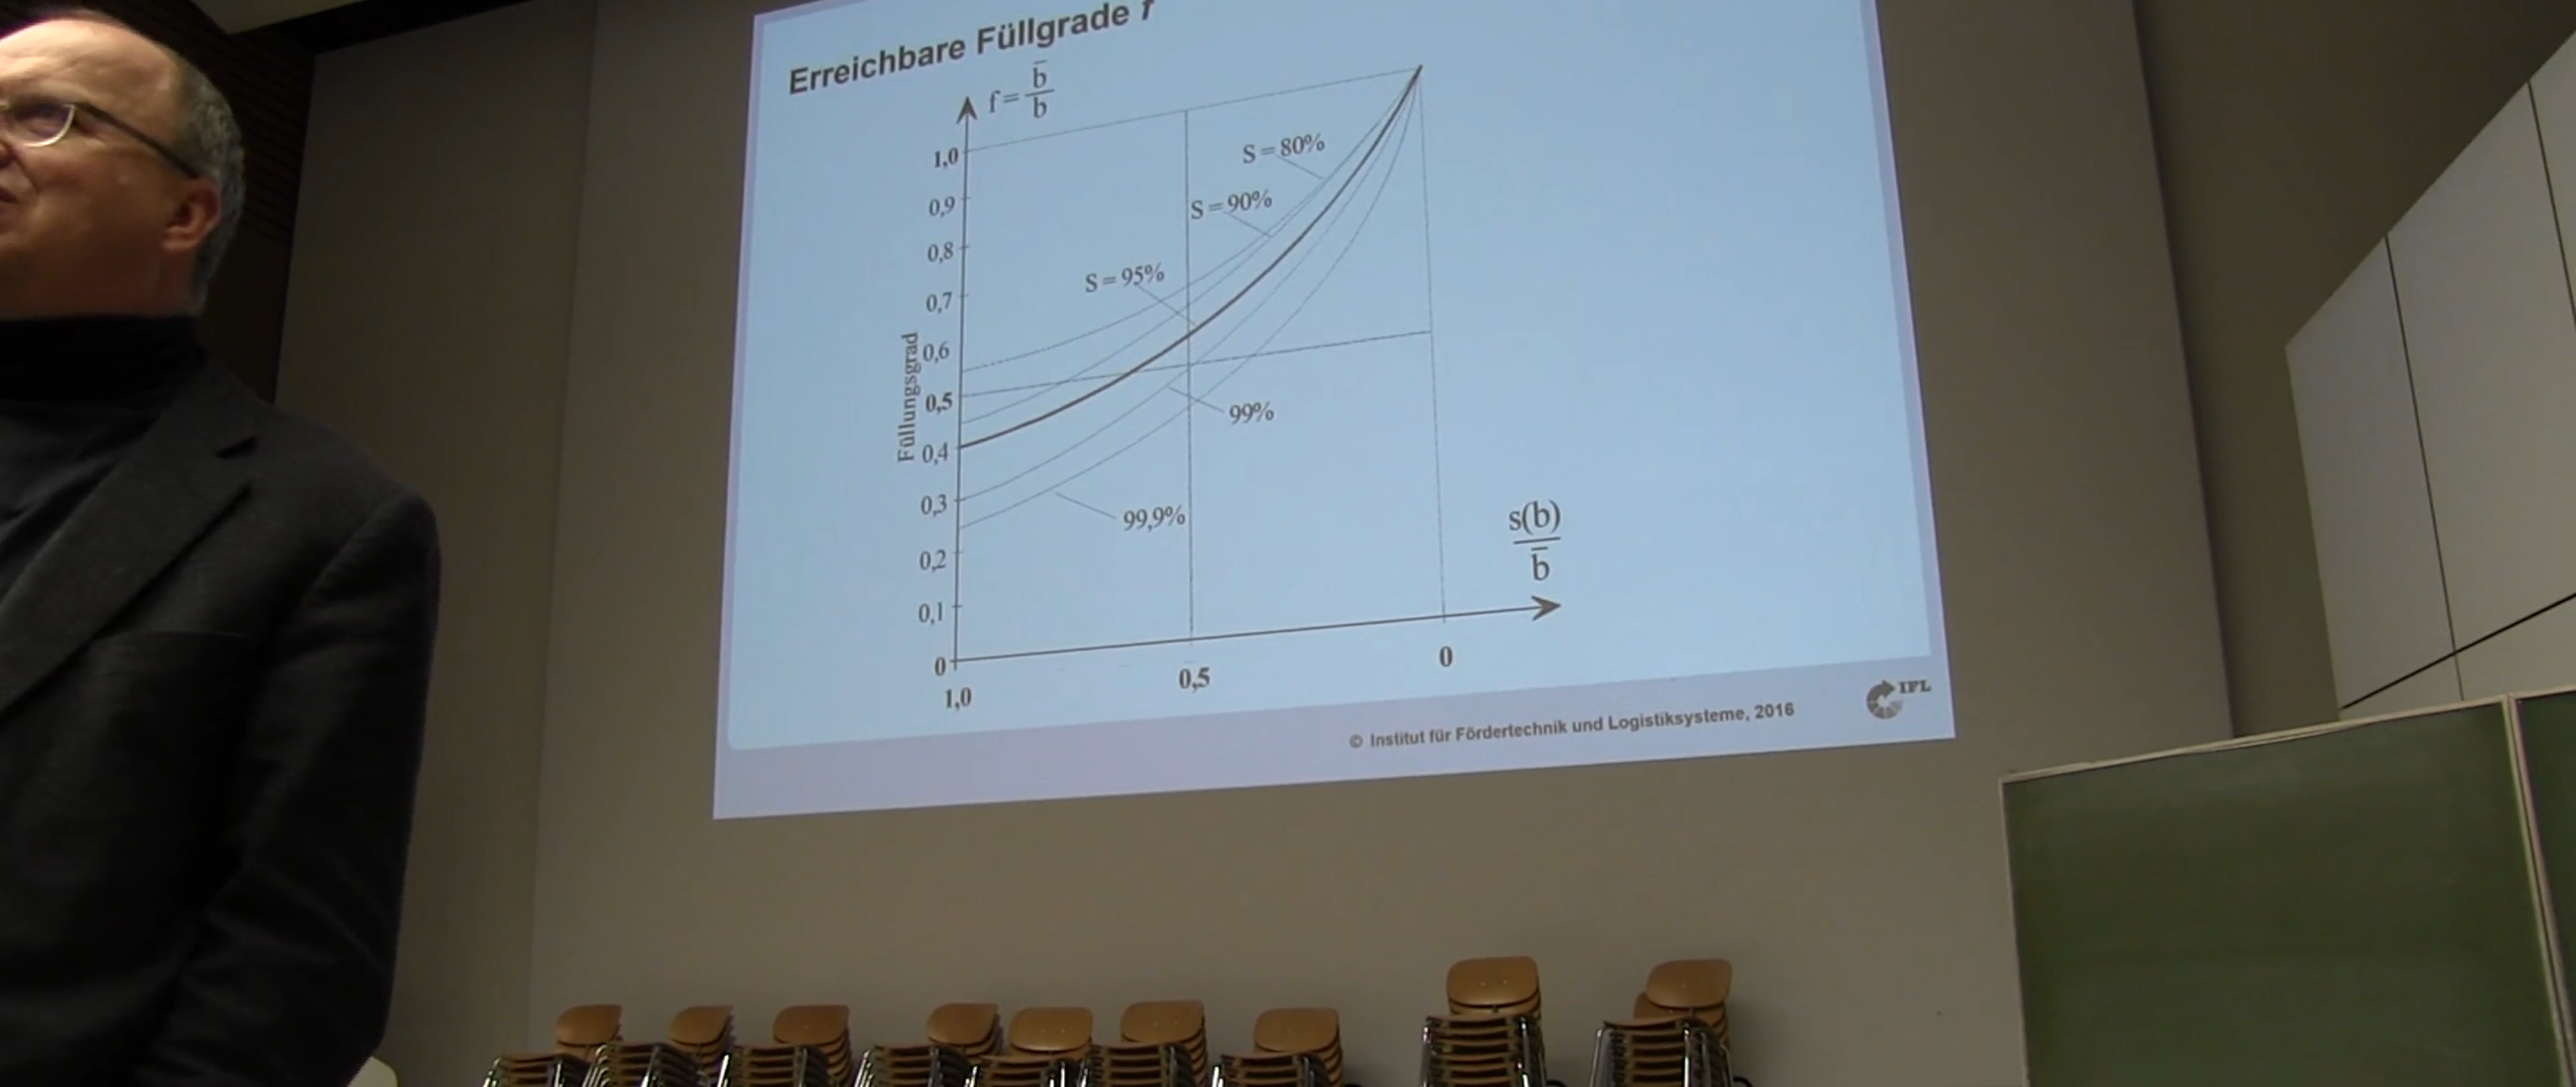 Erreichbare Füllgrade f
f = b̄
b
1,0
S = 80%
0,9
S = 90%
0,8
S = 95%
0,7
Füllungsgrad
0,6
0,5
99%
0,4
0,3
99,9%
s(b)
b̄
0,2
0,1
0
1,0
0,5
0
© Institut für Fördertechnik und Logistiksysteme, 2016
IFL